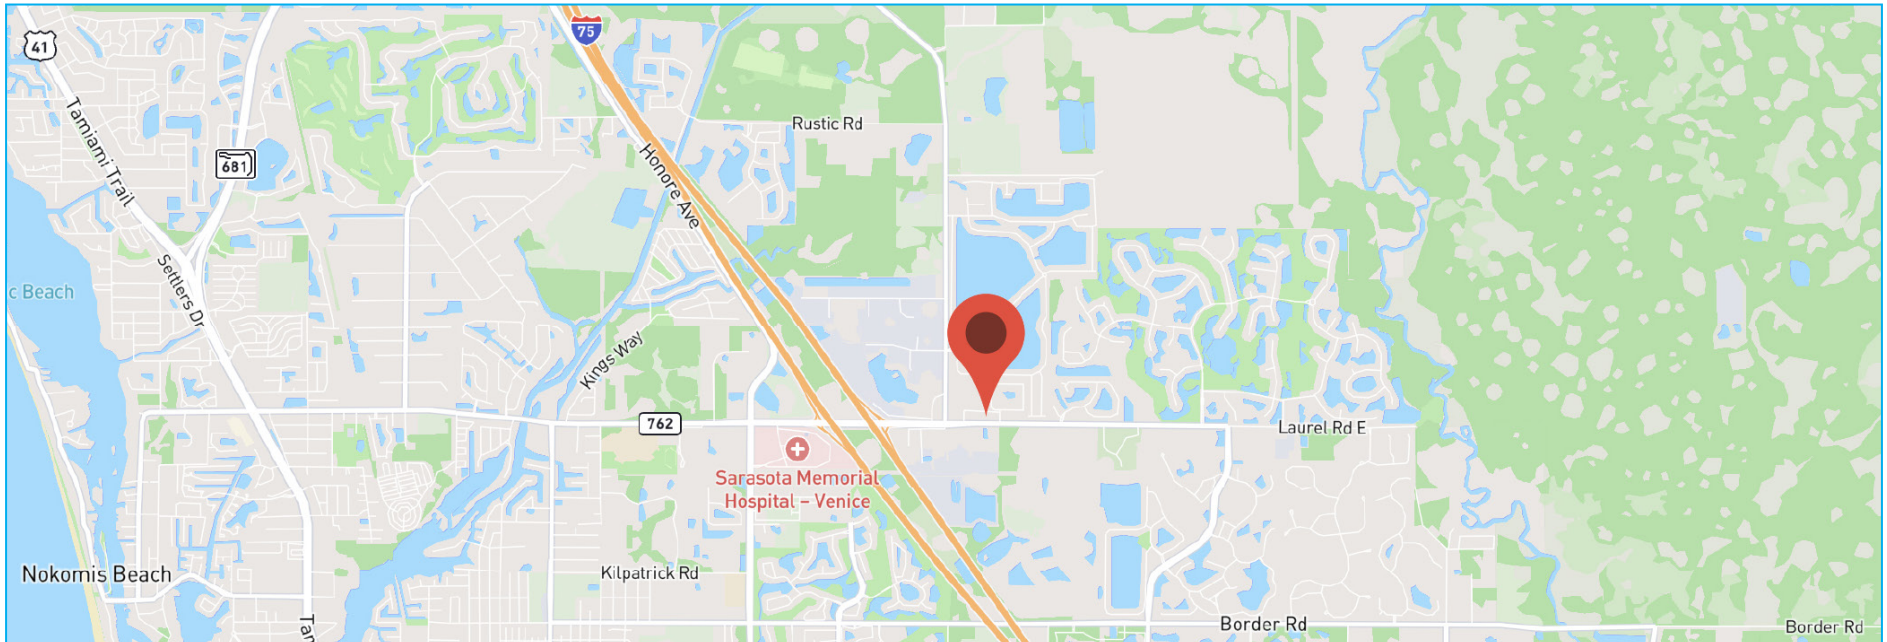 41
75
Tamiami Trail
681
Rustic Rd
Honore Ave
Settlers Dr
c Beach
Kings Way
762
Laurel Rd E
Sarasota Memorial
Hospital – Venice
Nokomis Beach
Kilpatrick Rd
Tar
Border Rd
Border Rd